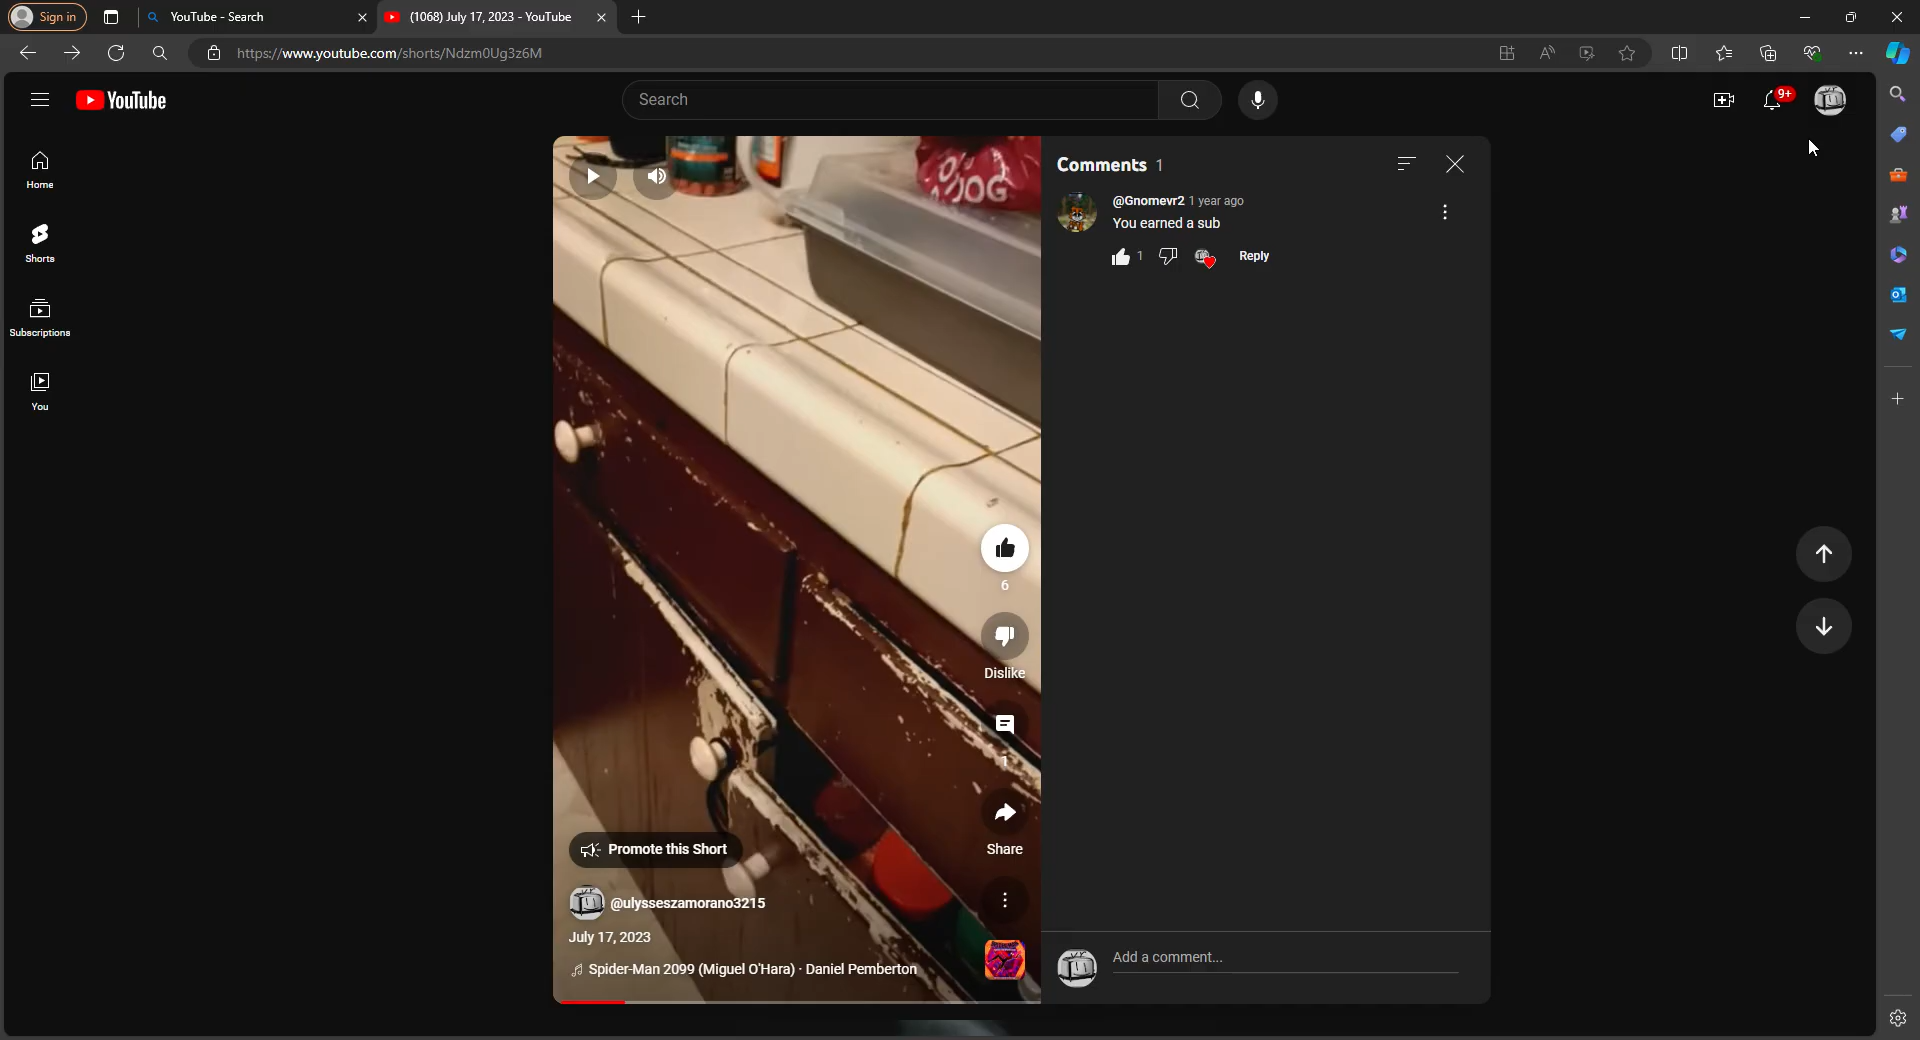 Sign in
YouTube - Search
(1068) July 17, 2023 - YouTube
https://www.youtube.com/shorts/Ndzm0Ug3z6M
YouTube
Search
9+
Home
Shorts
Subscriptions
You
Comments 1
@Gnomevr2 1 year ago
You earned a sub
1
Reply
6
Dislike
1
Share
Promote this Short
@ulysseszamorano3215
July 17, 2023
Spider-Man 2099 (Miguel O'Hara) · Daniel Pemberton
Add a comment...